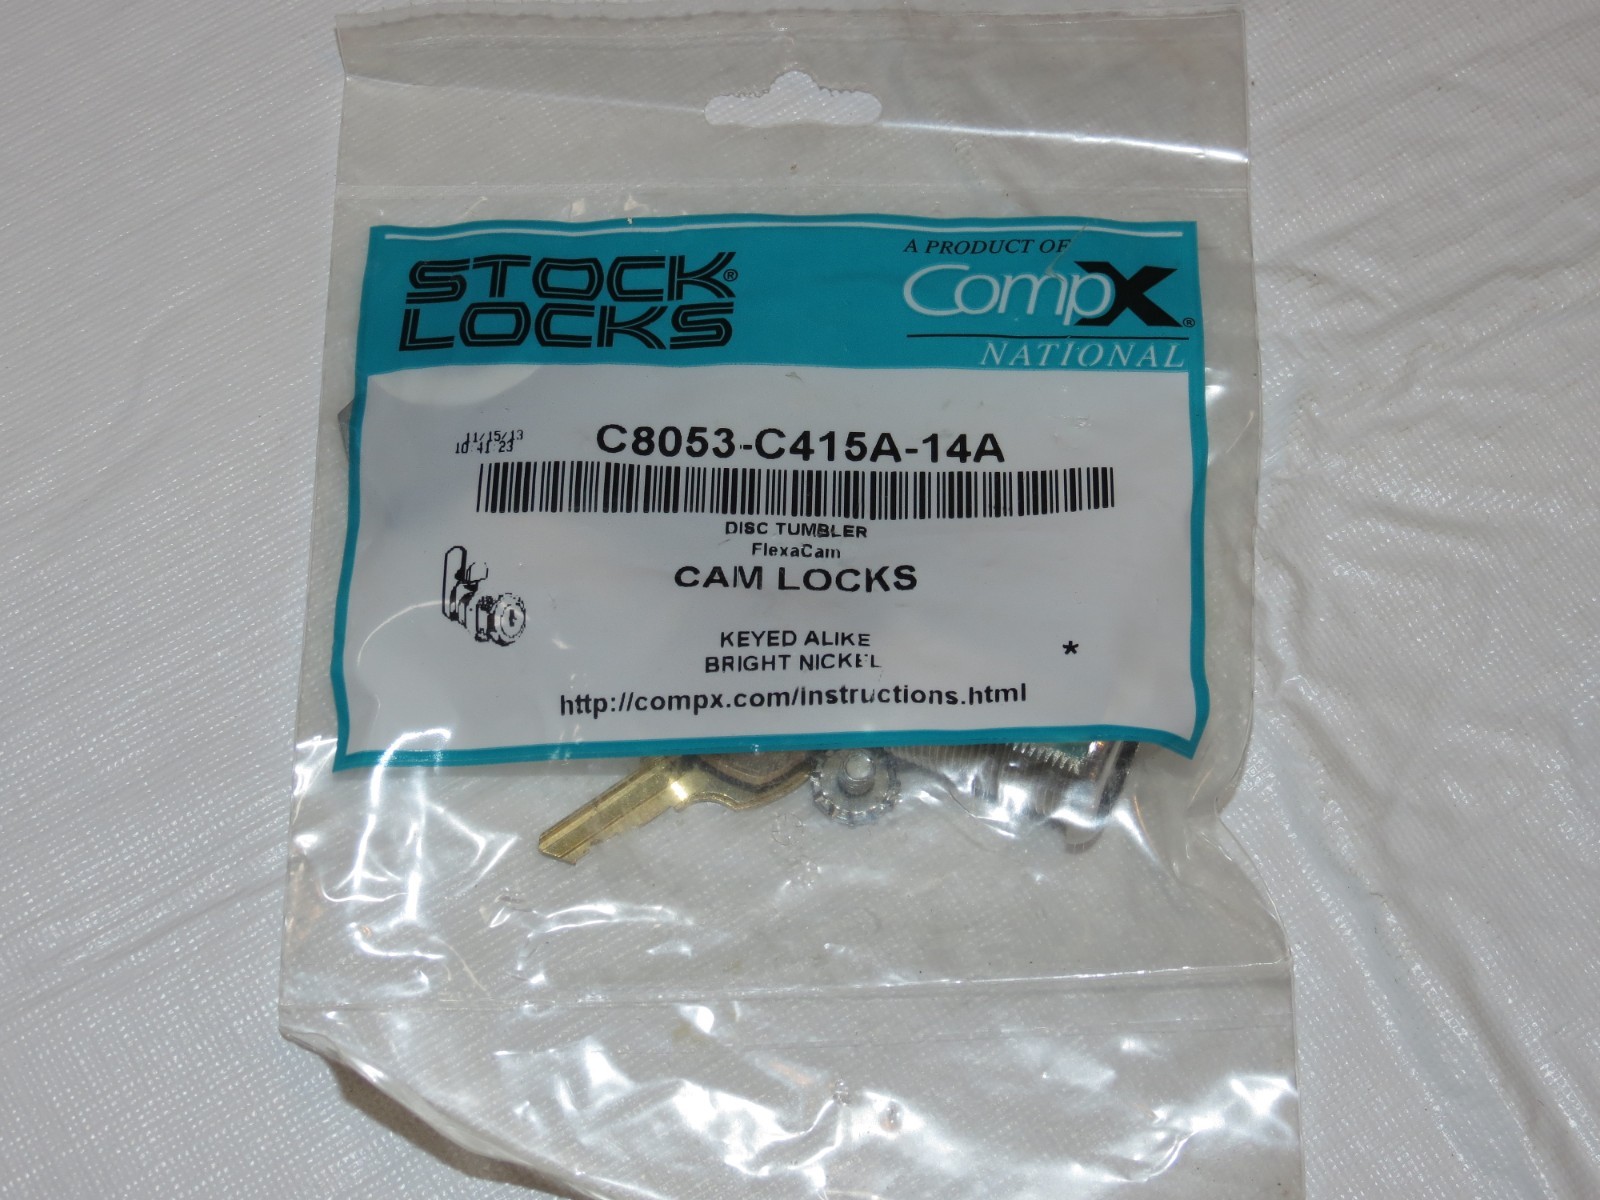 STOCK®
LOCKS
A PRODUCT OF
CompX®
NATIONAL
11/15/13
10:41:23
C8053-C415A-14A
DISC TUMBLER
FlexaCam
CAM LOCKS
KEYED ALIKE
BRIGHT NICKEL
*
http://compx.com/instructions.html